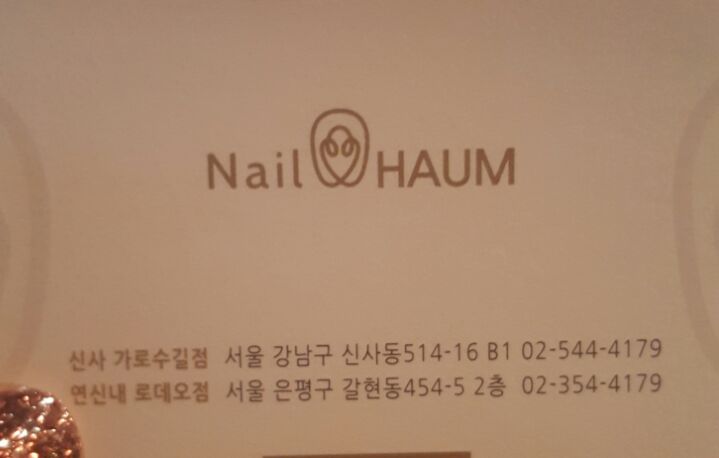 Nail HAUM
신사 가로수길점 서울 강남구 신사동514-16 B1 02-544-4179
연신내 로데오점 서울 은평구 갈현동454-5 2층 02-354-4179